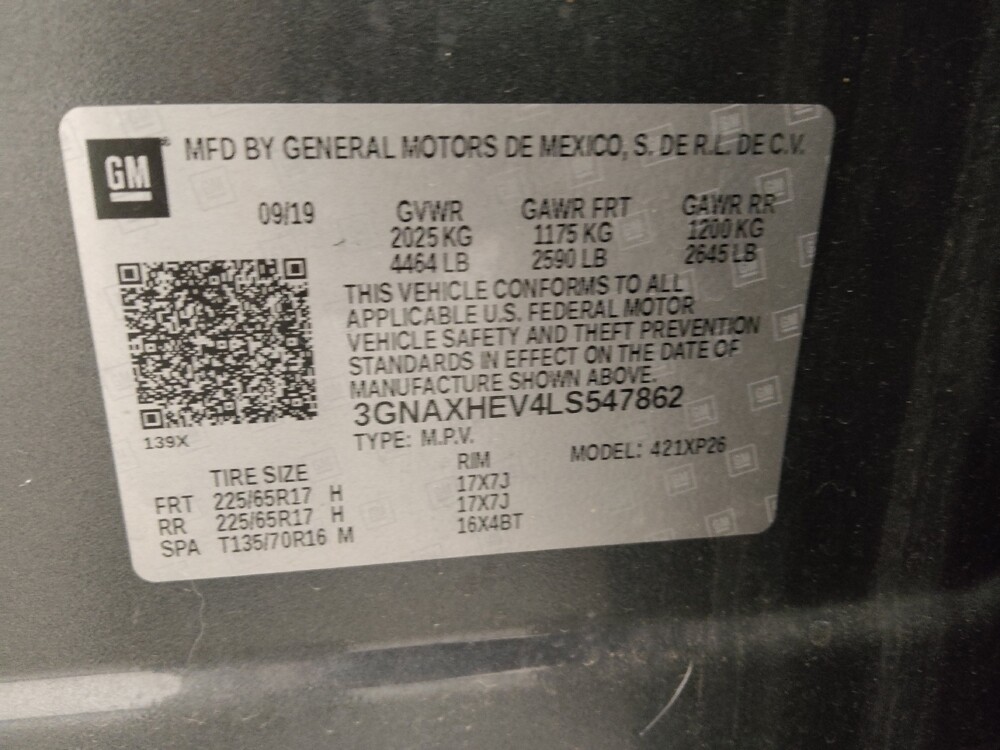 GM
MFD BY GENERAL MOTORS DE MEXICO, S. DE R.L. DE C.V.
09/19 GVWR GAWR FRT GAWR RR
2025 KG 1175 KG 1200 KG
4464 LB 2590 LB 2645 LB
THIS VEHICLE CONFORMS TO ALL
APPLICABLE U.S. FEDERAL MOTOR
VEHICLE SAFETY AND THEFT PREVENTION
STANDARDS IN EFFECT ON THE DATE OF
MANUFACTURE SHOWN ABOVE.
3GNAXHEV4LS547862
139X
TYPE: M.P.V. MODEL: 421XP26
TIRE SIZE RIM
FRT 225/65R17 H 17X7J
RR 225/65R17 H 17X7J
SPA T135/70R16 M 16X4BT